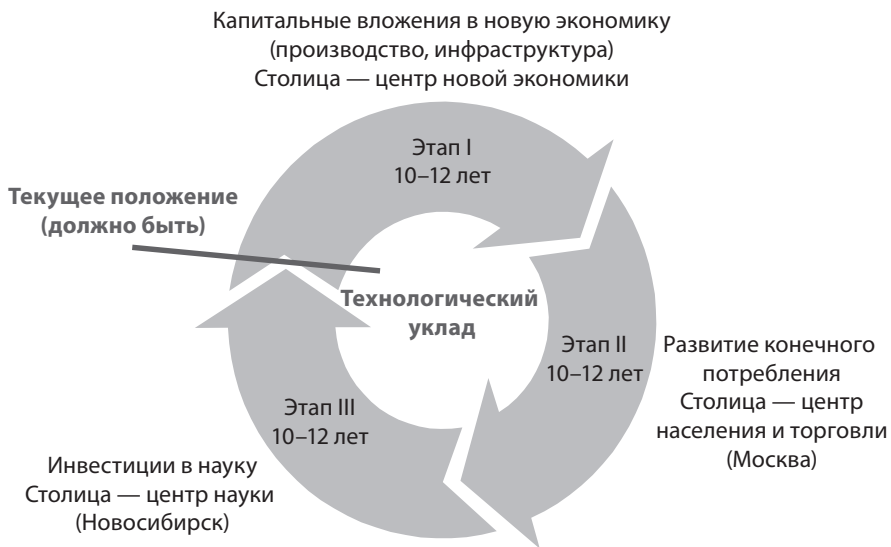 Капитальные вложения в новую экономику
(производство, инфраструктура)
Столица — центр новой экономики
Этап I
10–12 лет
Текущее положение
(должно быть)
Технологический
уклад
Этап II
10–12 лет
Развитие конечного
потребления
Столица — центр
населения и торговли
(Москва)
Этап III
10–12 лет
Инвестиции в науку
Столица — центр науки
(Новосибирск)